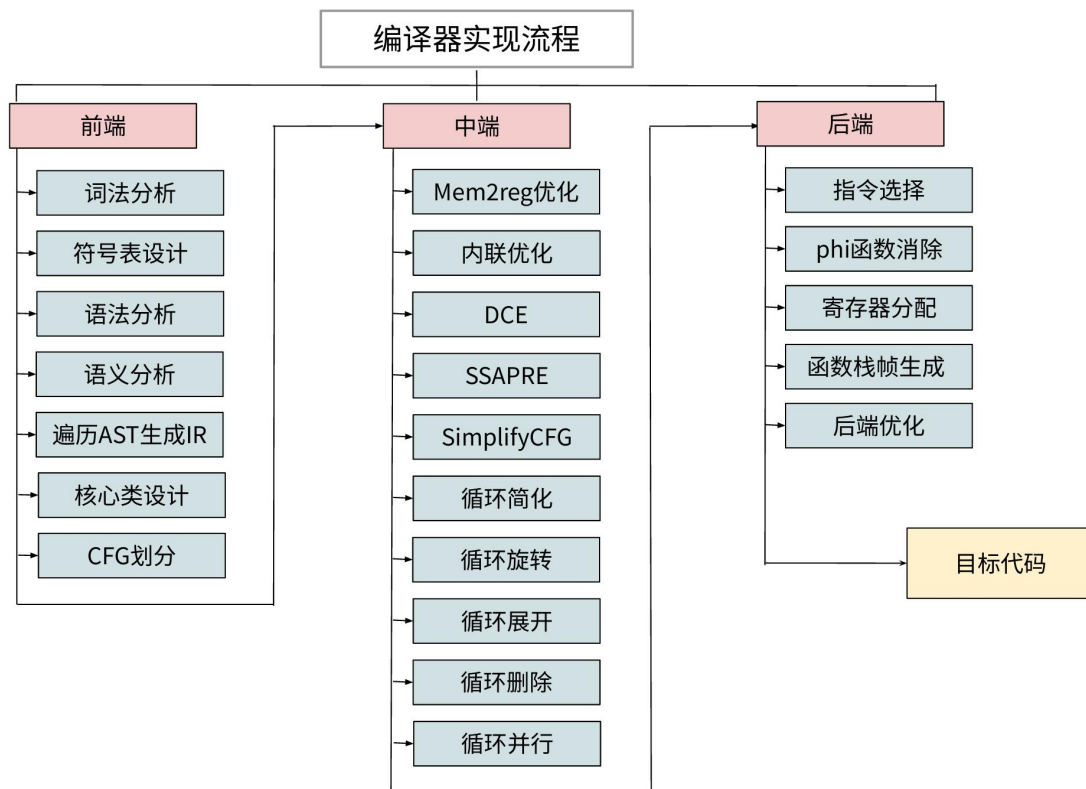 编译器实现流程
前端
词法分析
符号表设计
语法分析
语义分析
遍历AST生成IR
核心类设计
CFG划分
中端
Mem2reg优化
内联优化
DCE
SSAPRE
SimplifyCFG
循环简化
循环旋转
循环展开
循环删除
循环并行
后端
指令选择
phi函数消除
寄存器分配
函数栈帧生成
后端优化
目标代码